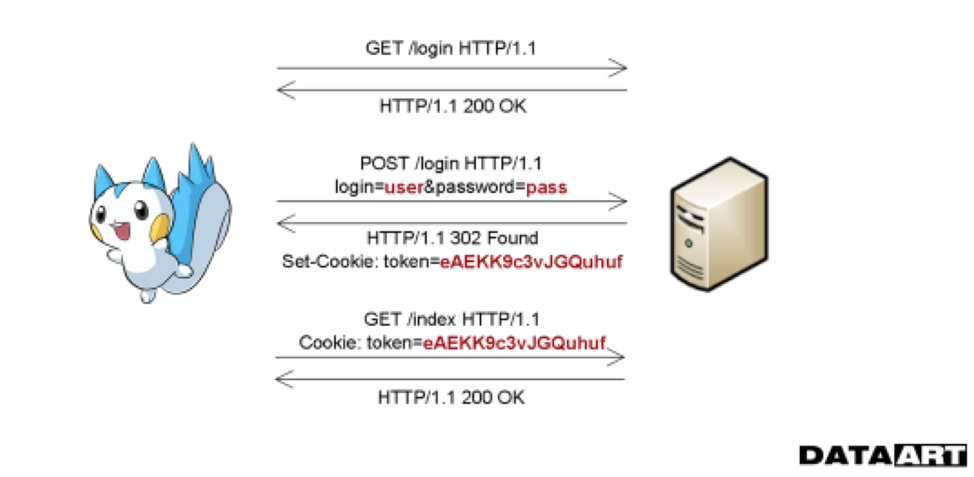 GET /login HTTP/1.1
HTTP/1.1 200 OK
POST /login HTTP/1.1
login=user&password=pass
HTTP/1.1 302 Found
Set-Cookie: token=eAEKK9c3vJGQuhuf
GET /index HTTP/1.1
Cookie: token=eAEKK9c3vJGQuhuf
HTTP/1.1 200 OK
DATAART